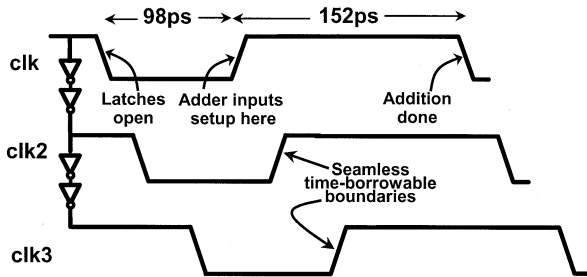 98ps
152ps
clk
Latches
open
Adder inputs
setup here
Addition
done
clk2
Seamless
time-borrowable
boundaries
clk3